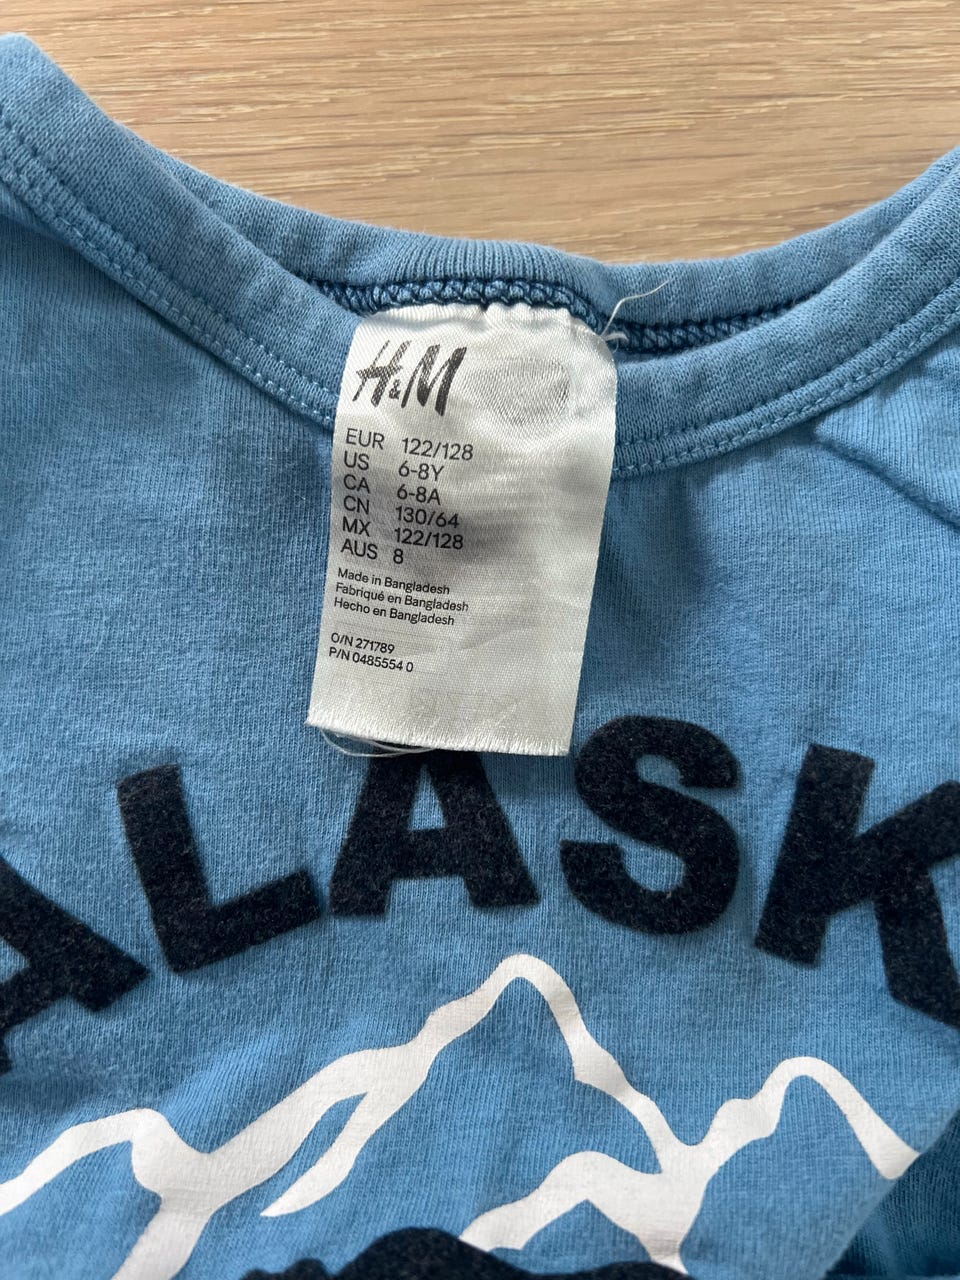 H&M
EUR 122/128
US 6-8Y
CA 6-8A
CN 130/64
MX 122/128
AUS 8
Made in Bangladesh
Fabriqué en Bangladesh
Hecho en Bangladesh
O/N 271789
P/N 0485554 0
ALASK